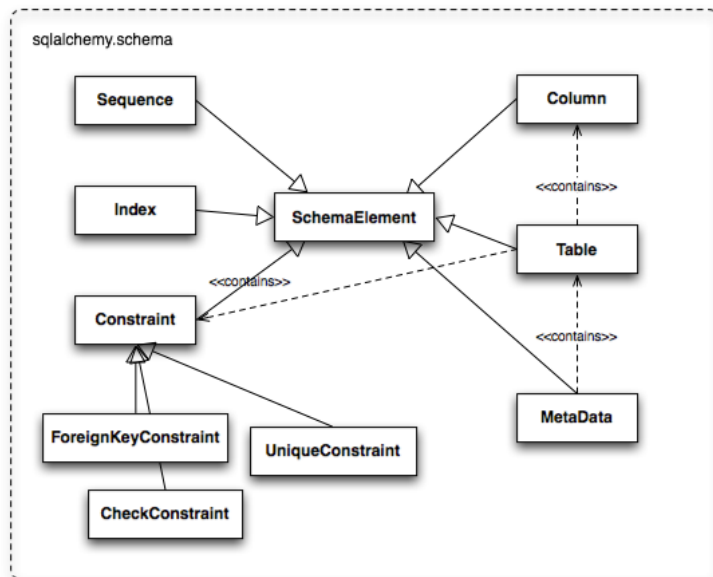 sqlalchemy.schema
Sequence
Column
<<contains>>
Index
SchemaElement
Table
<<contains>>
Constraint
<<contains>>
MetaData
ForeignKeyConstraint
UniqueConstraint
CheckConstraint